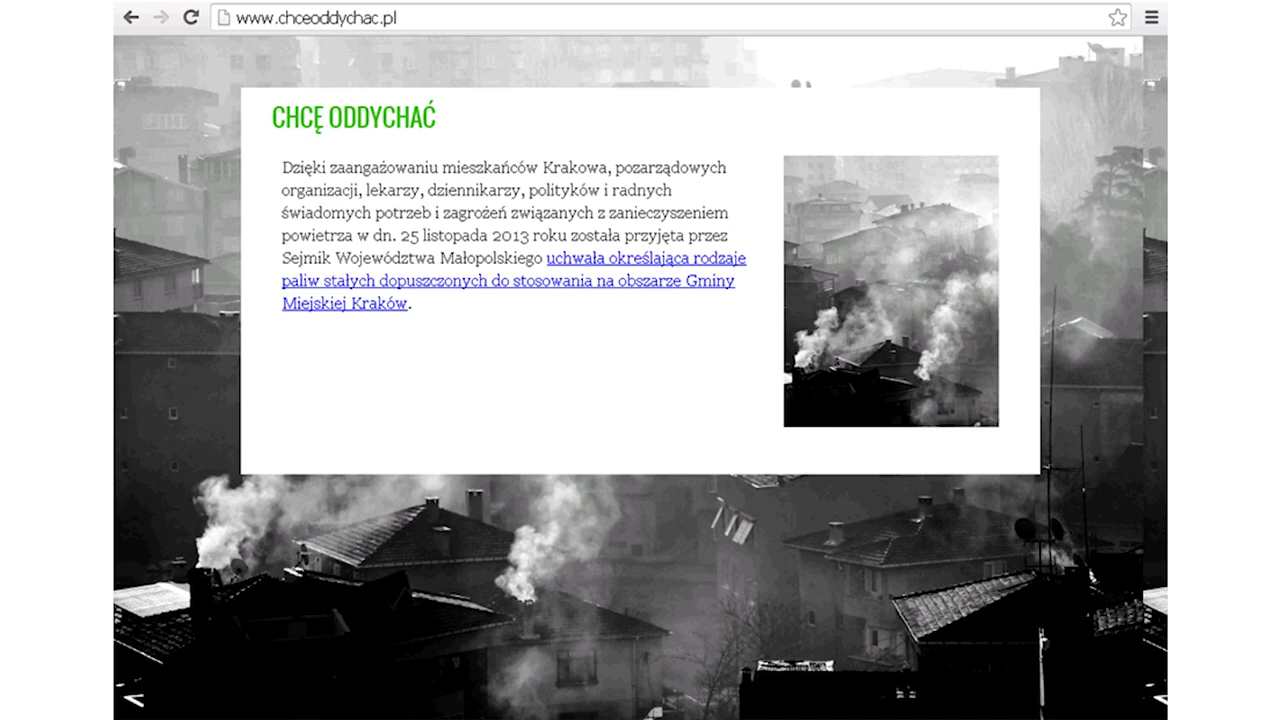 www.chceoddychac.pl
CHCĘ ODDYCHAĆ
Dzięki zaangażowaniu mieszkańców Krakowa, pozarządowych
organizacji, lekarzy, dziennikarzy, polityków i radnych
świadomych potrzeb i zagrożeń związanych z zanieczyszeniem
powietrza w dn. 25 listopada 2013 roku została przyjęta przez
Sejmik Województwa Małopolskiego uchwała określająca rodzaje
paliw stałych dopuszczonych do stosowania na obszarze Gminy
Miejskiej Kraków.